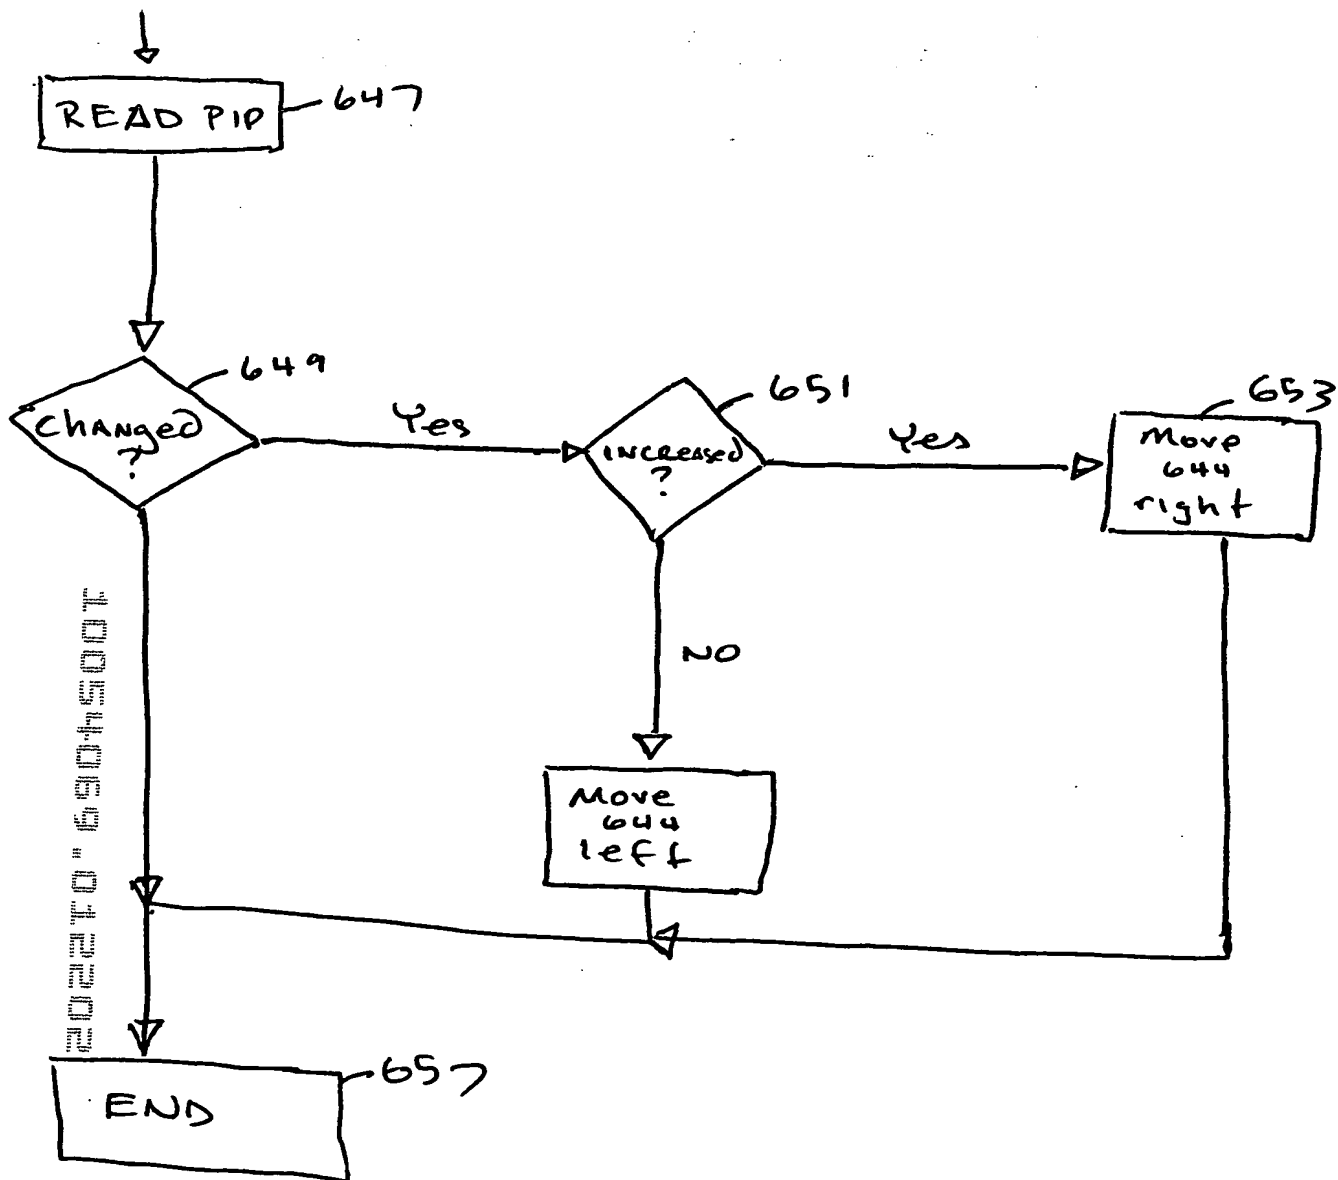 READ PIP
647
CHANGED
?
649
Yes
INCREASED
?
651
Yes
Move
644
right
653
NO
Move
644
left
END
657
10054069.012202